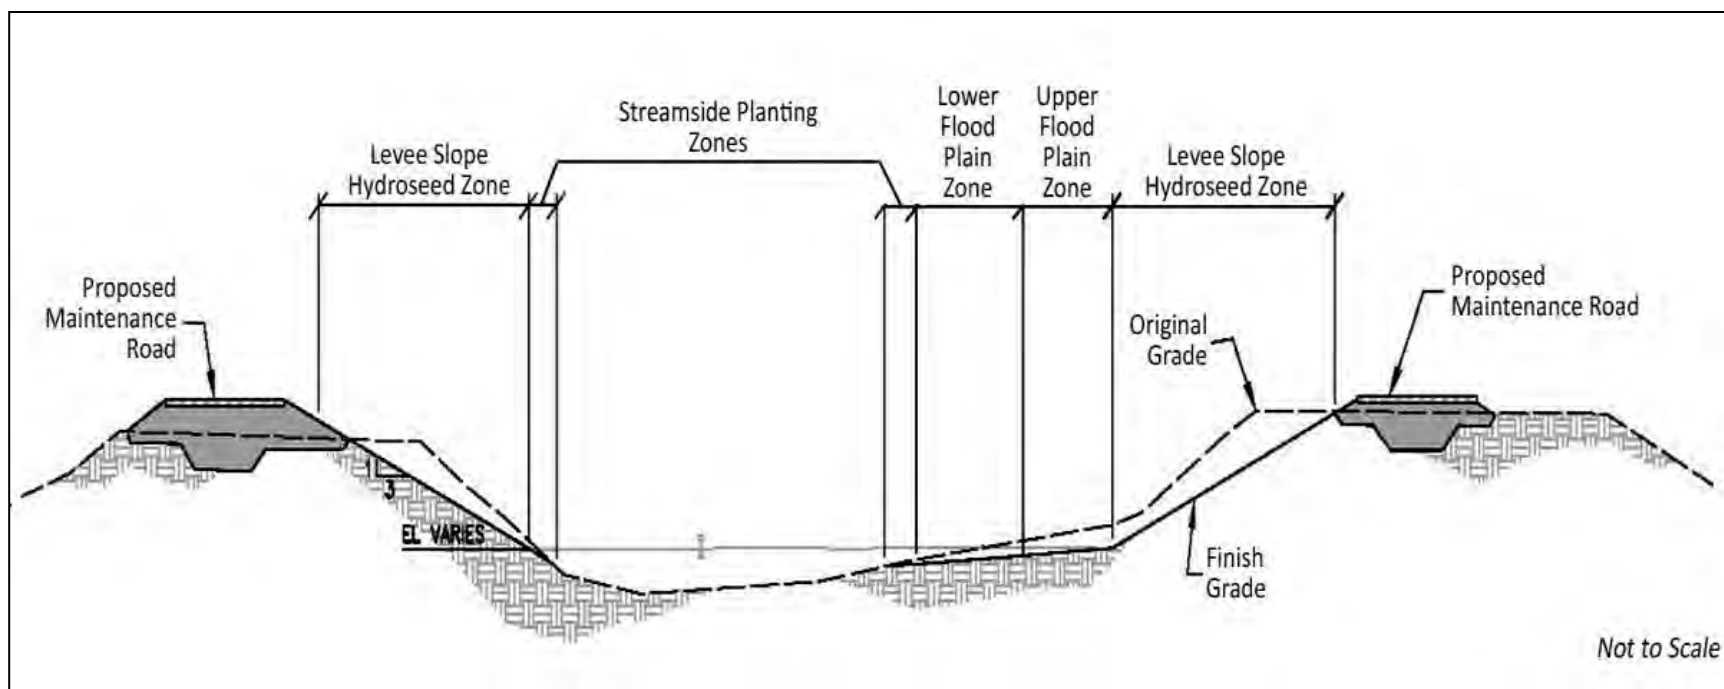 Streamside Planting
Zones
Lower
Flood
Plain
Zone
Upper
Flood
Plain
Zone
Levee Slope
Hydroseed Zone
Levee Slope
Hydroseed Zone
Proposed
Maintenance
Road
Proposed
Maintenance Road
Original
Grade
1
3
EL VARIES
Finish
Grade
Not to Scale